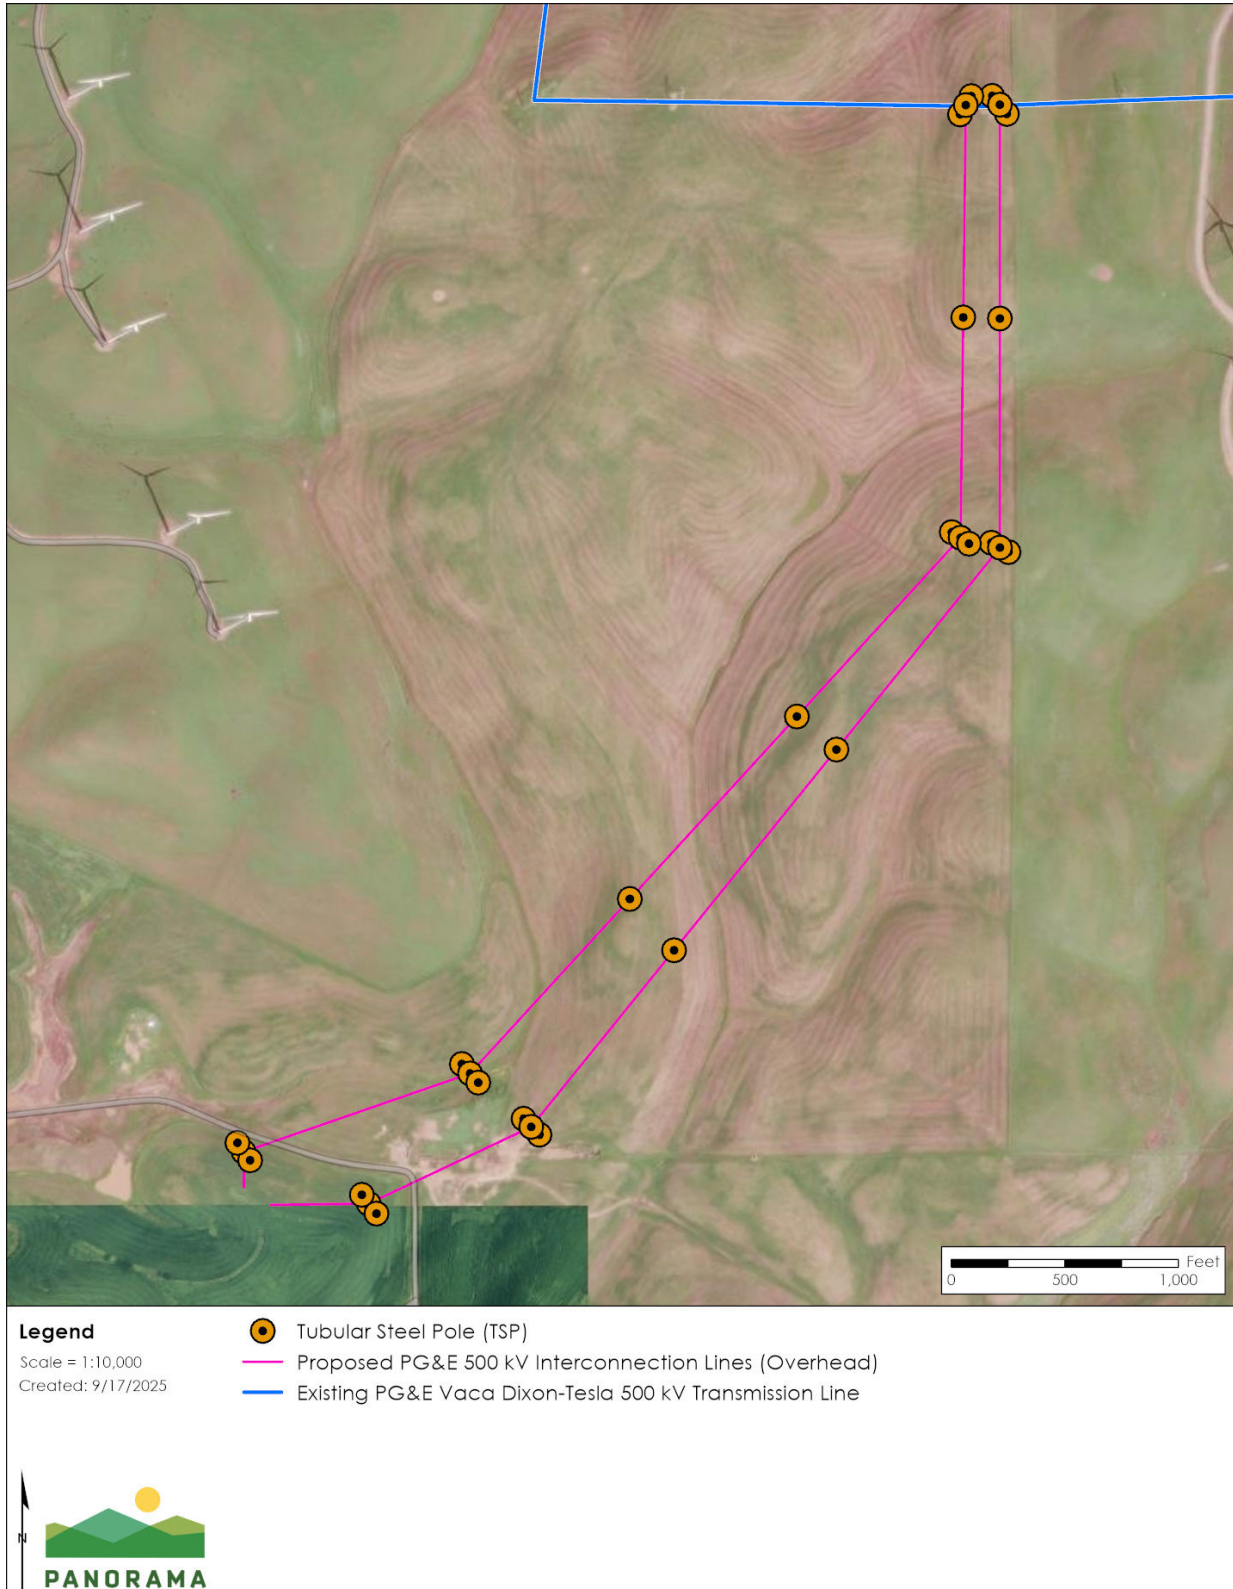 Feet
0 500 1,000
Legend
Scale = 1:10,000
Created: 9/17/2025
Tubular Steel Pole (TSP)
Proposed PG&E 500 kV Interconnection Lines (Overhead)
Existing PG&E Vaca Dixon-Tesla 500 kV Transmission Line
N
PANORAMA